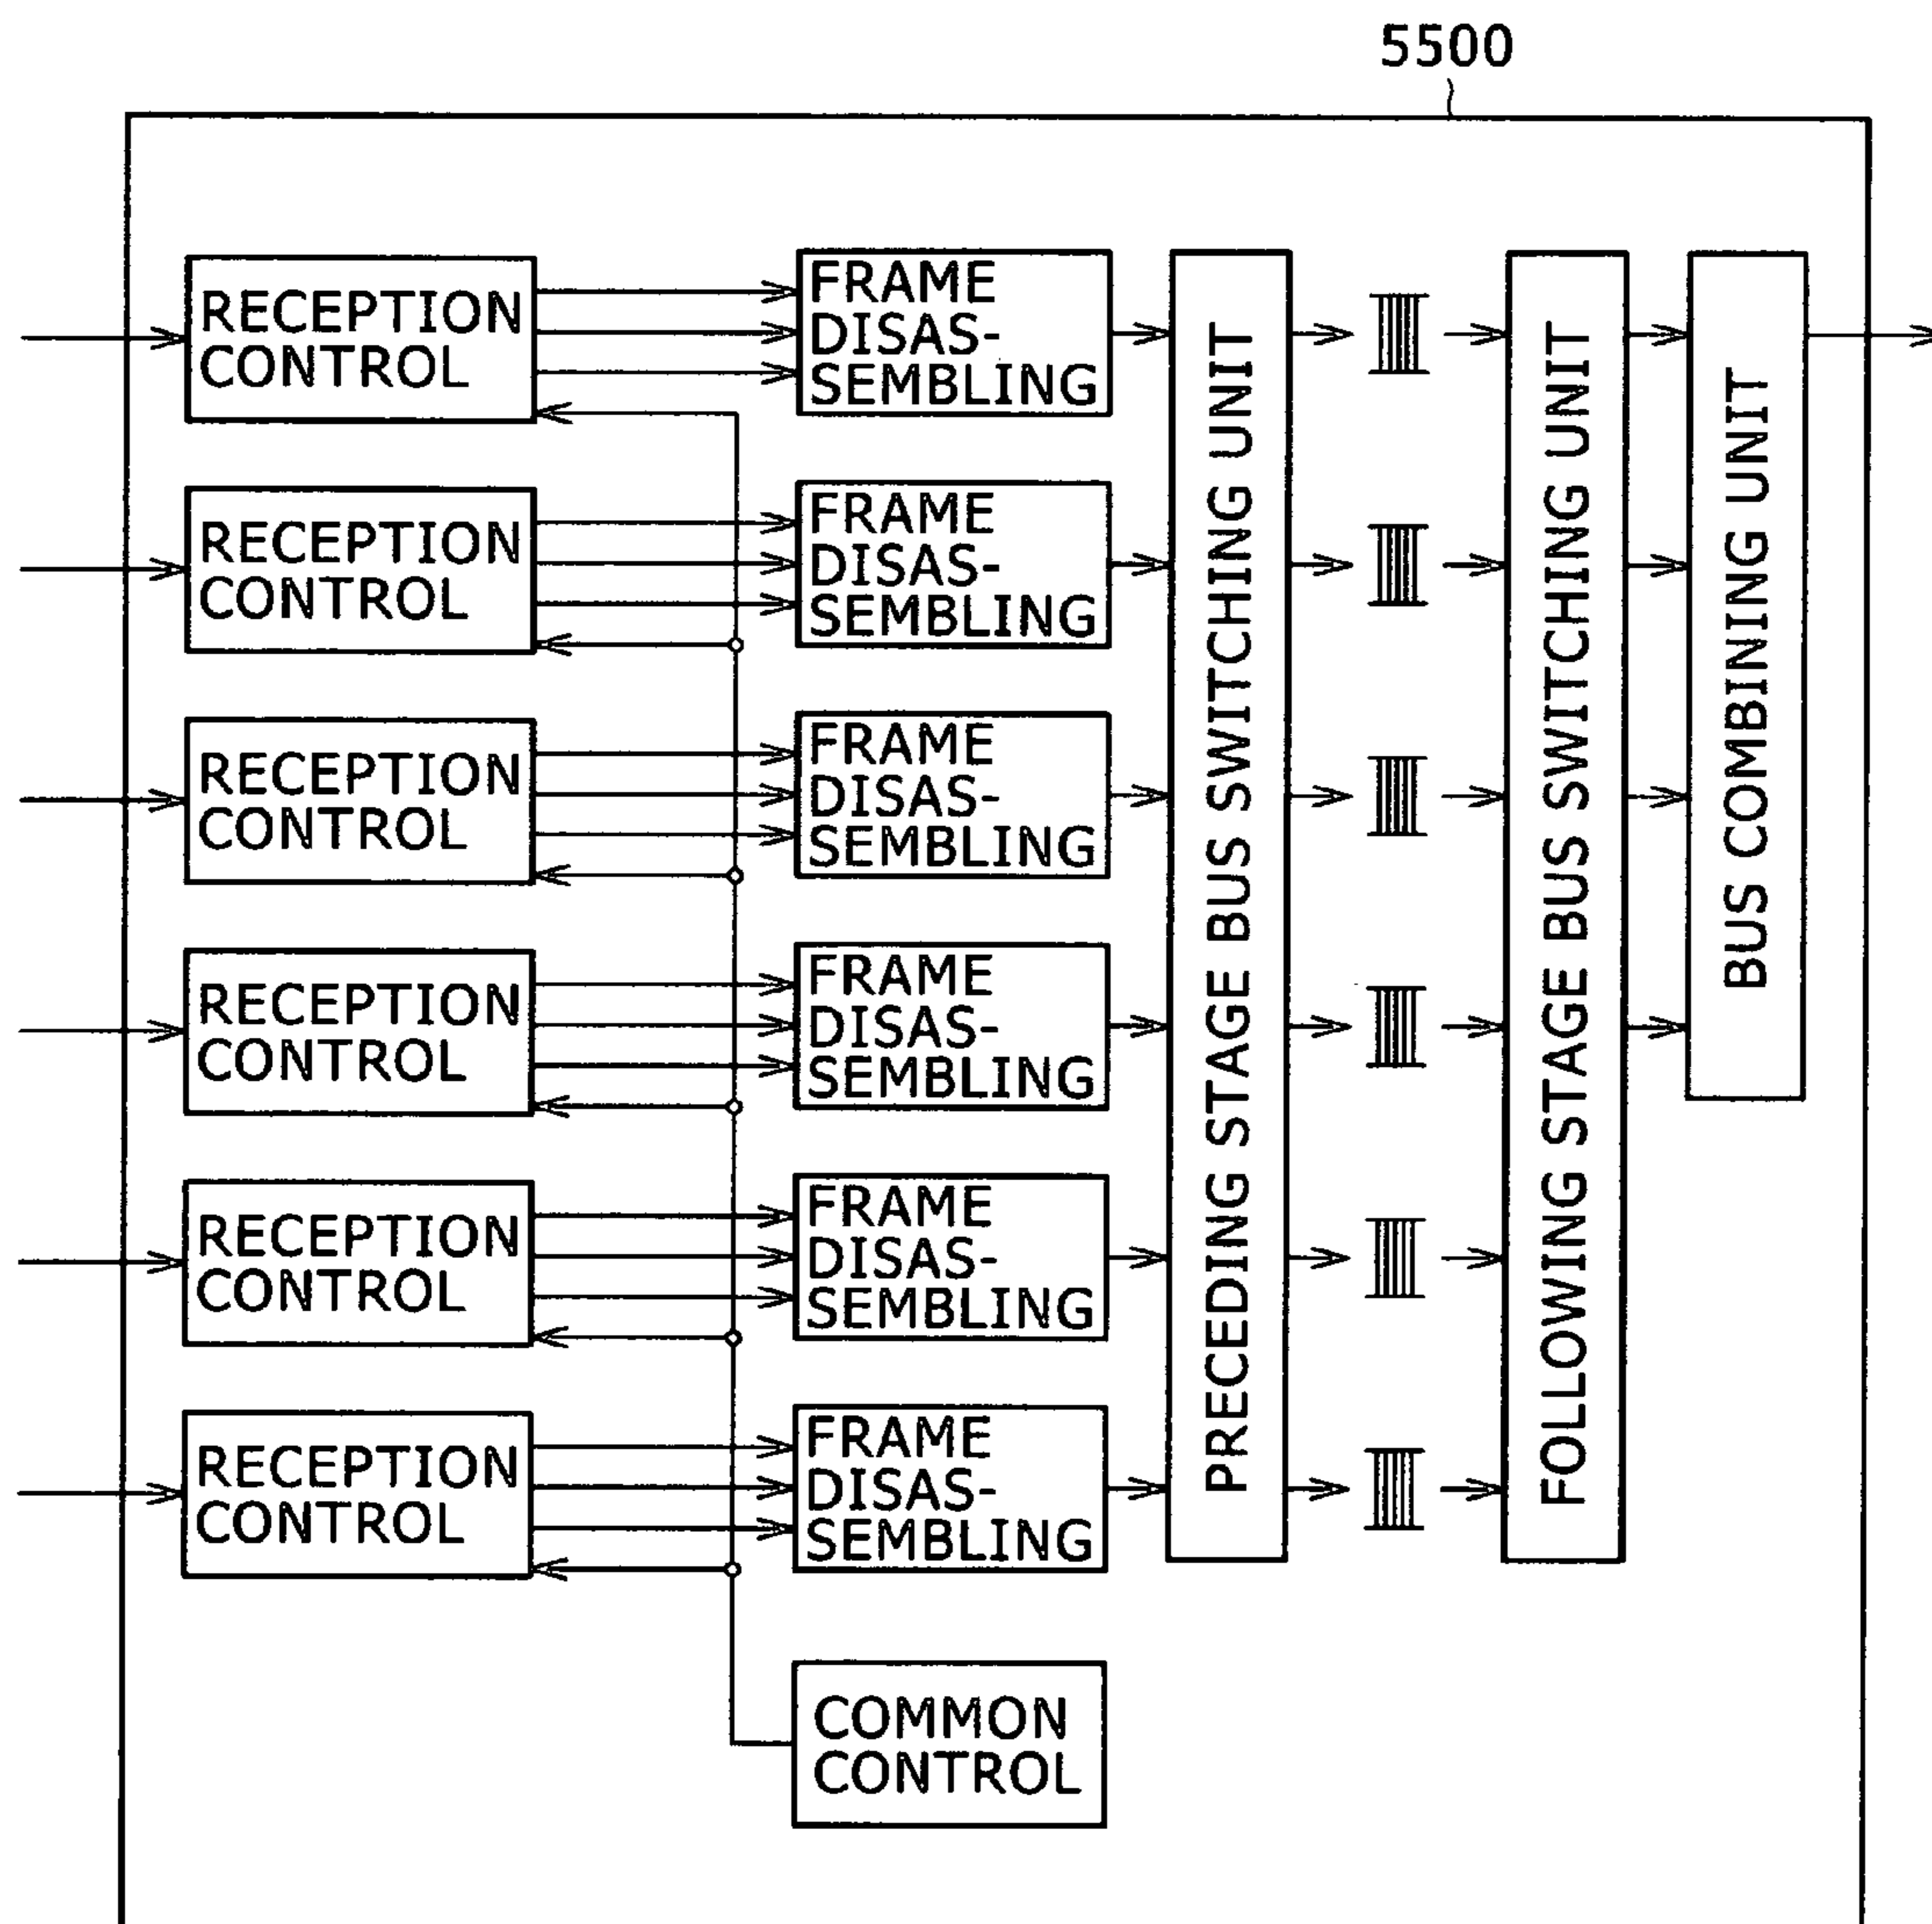 5500
RECEPTION
CONTROL
FRAME
DISAS-
SEMBLING
RECEPTION
CONTROL
FRAME
DISAS-
SEMBLING
RECEPTION
CONTROL
FRAME
DISAS-
SEMBLING
RECEPTION
CONTROL
FRAME
DISAS-
SEMBLING
RECEPTION
CONTROL
FRAME
DISAS-
SEMBLING
RECEPTION
CONTROL
FRAME
DISAS-
SEMBLING
PRECEDING STAGE BUS SWITCHING UNIT
FOLLOWING STAGE BUS SWITCHING UNIT
BUS COMBINING UNIT
COMMON
CONTROL